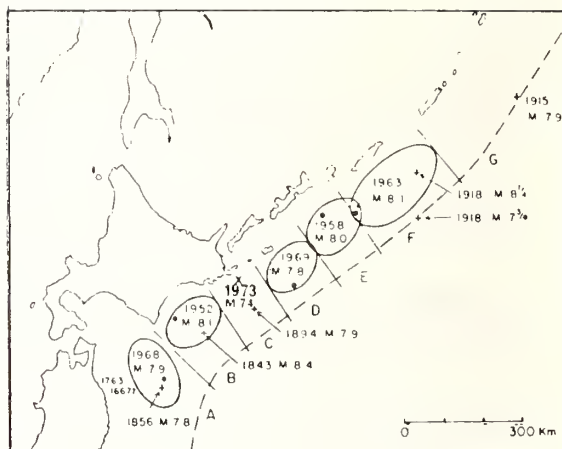 1915
M 7.9
G
1963
M 8.1
1918 M 8¼
F
1918 M 7¾
1958
M 8.0
E
1969
M 7.8
D
1973
M 7.4
C
1894 M 7.9
1952
M 8.1
B
1843 M 8.4
1968
M 7.9
A
1763
1856 M 7.8
0 300 Km